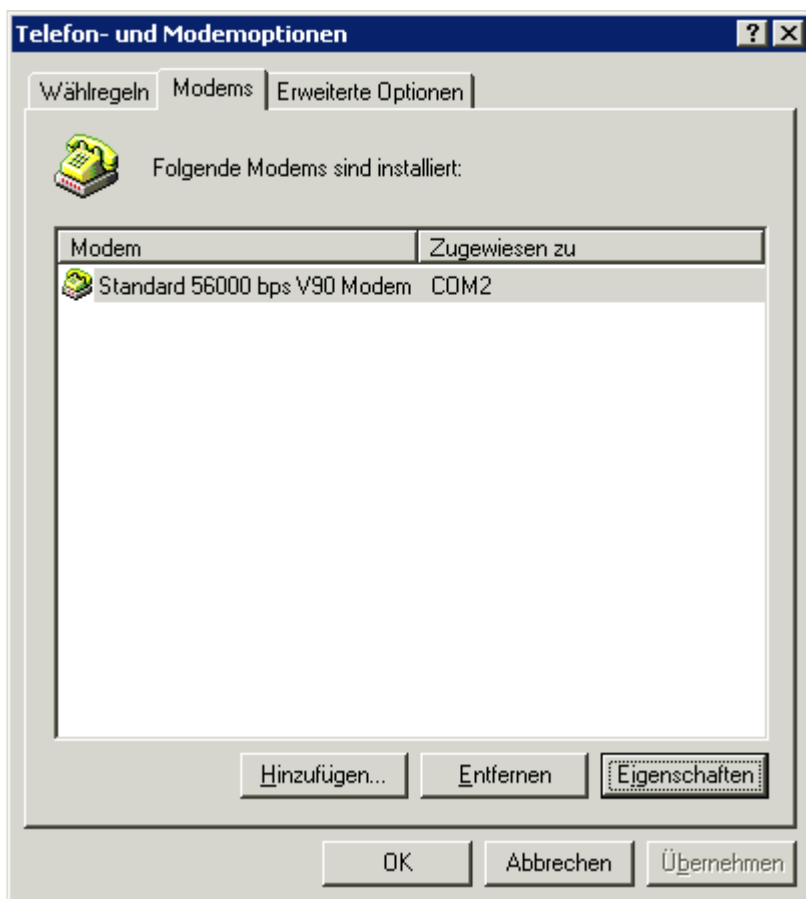 Telefon- und Modemoptionen
Wählregeln Modems Erweiterte Optionen
Folgende Modems sind installiert:
Modem Zugewiesen zu
Standard 56000 bps V90 Modem COM2
Hinzufügen... Entfernen Eigenschaften
OK Abbrechen Übernehmen